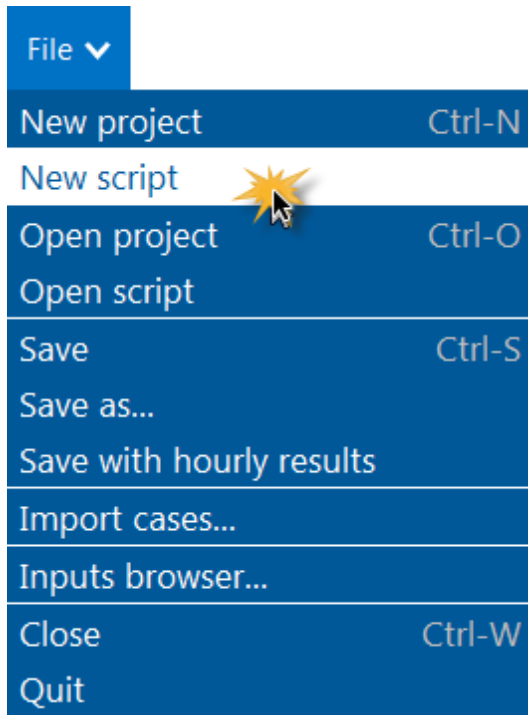 File
New project Ctrl-N
New script
Open project Ctrl-O
Open script
Save Ctrl-S
Save as...
Save with hourly results
Import cases...
Inputs browser...
Close Ctrl-W
Quit